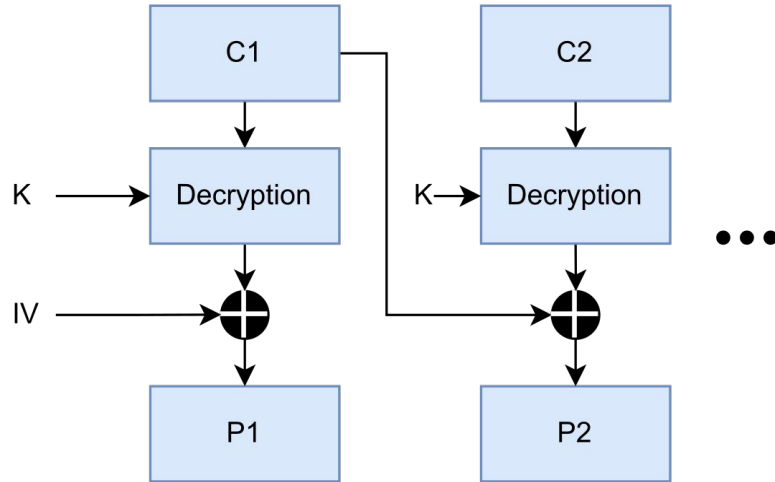 C1
C2
K
Decryption
K
Decryption
IV
P1
P2